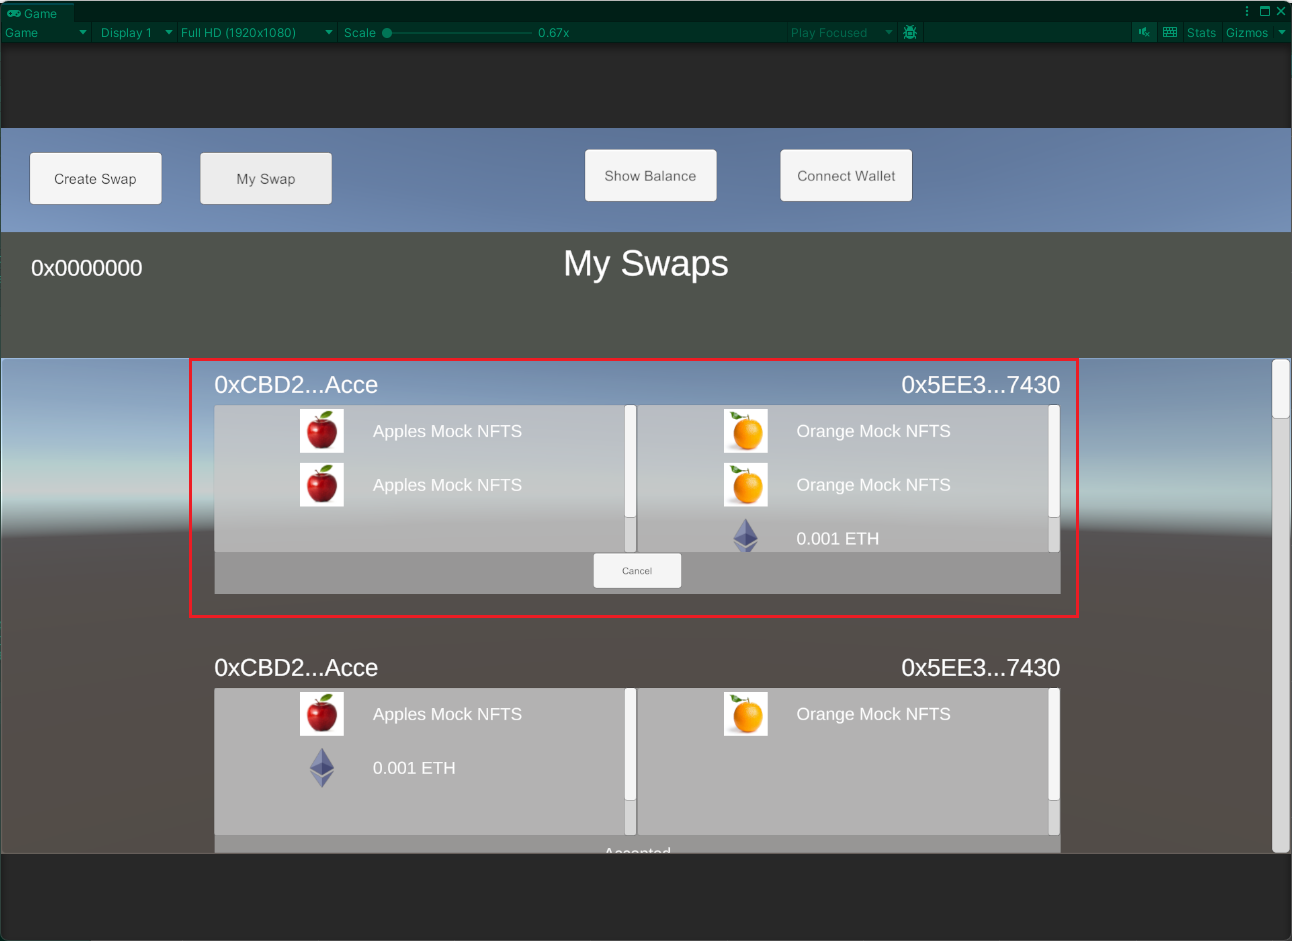 Game
Game Display 1 Full HD (1920x1080) Scale 0.67x Play Focused Stats Gizmos
Create Swap My Swap Show Balance Connect Wallet
0x0000000 My Swaps
0xCBD2...Acce 0x5EE3...7430
Apples Mock NFTS Orange Mock NFTS
Apples Mock NFTS Orange Mock NFTS
0.001 ETH
Cancel
0xCBD2...Acce 0x5EE3...7430
Apples Mock NFTS Orange Mock NFTS
0.001 ETH
Accepted